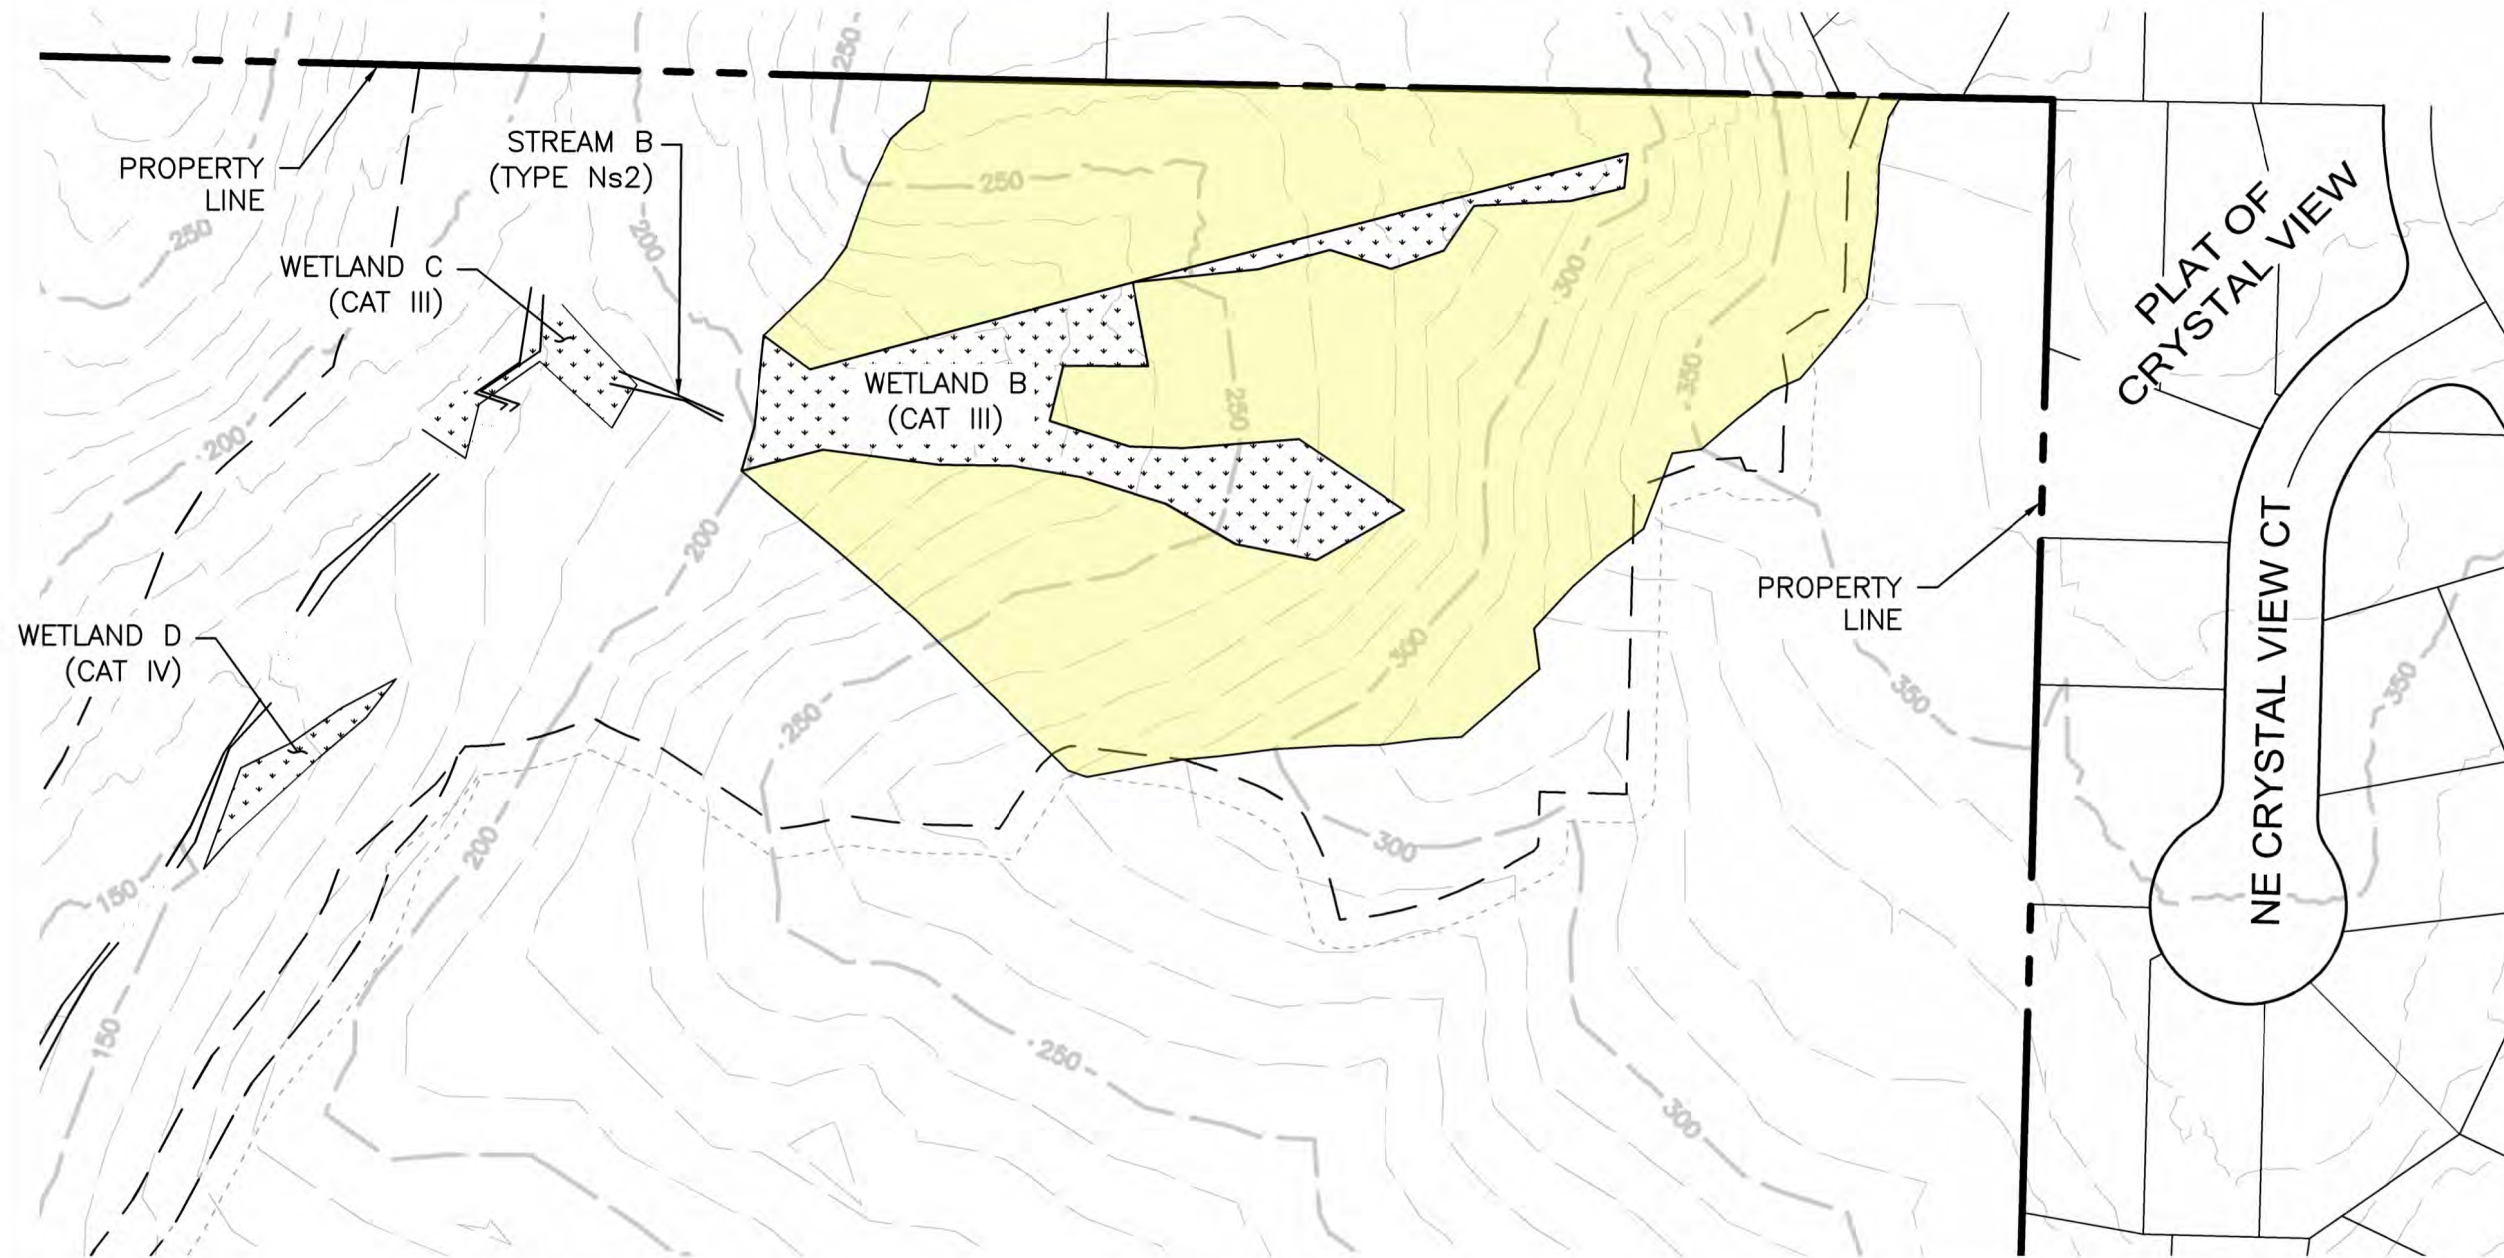 PROPERTY
LINE
STREAM B
(TYPE Ns2)
WETLAND C
(CAT III)
WETLAND B
(CAT III)
WETLAND D
(CAT IV)
PROPERTY
LINE
PLAT OF
CRYSTAL VIEW
NE CRYSTAL VIEW CT
250
250
250
200
200
200
250
300
350
300
250
200
150
150
300
350
350
250
300